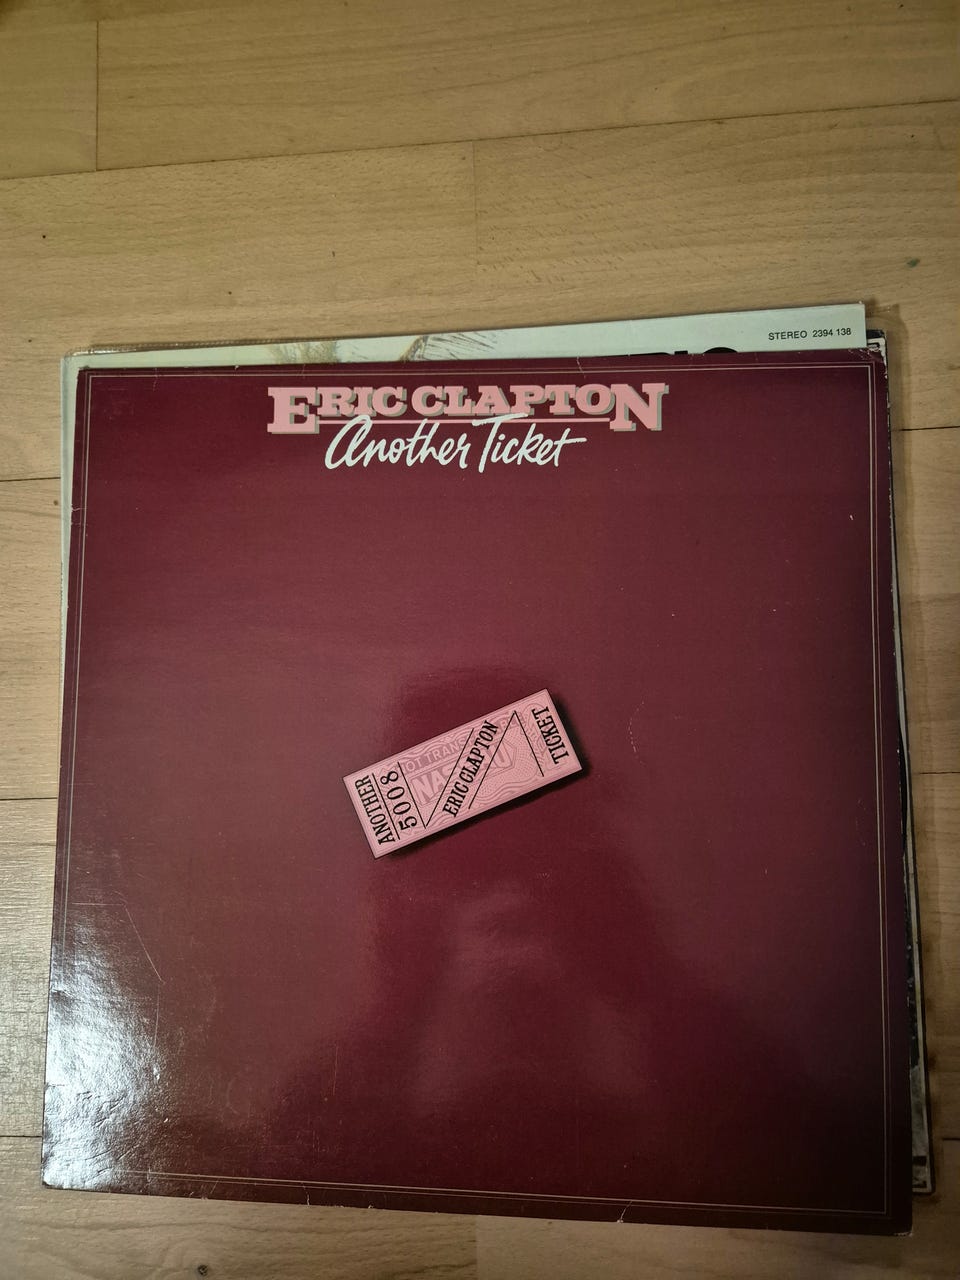 STEREO 2394 138
ERIC CLAPTON
Another Ticket
ANOTHER
5008
ERIC CLAPTON
TICKET